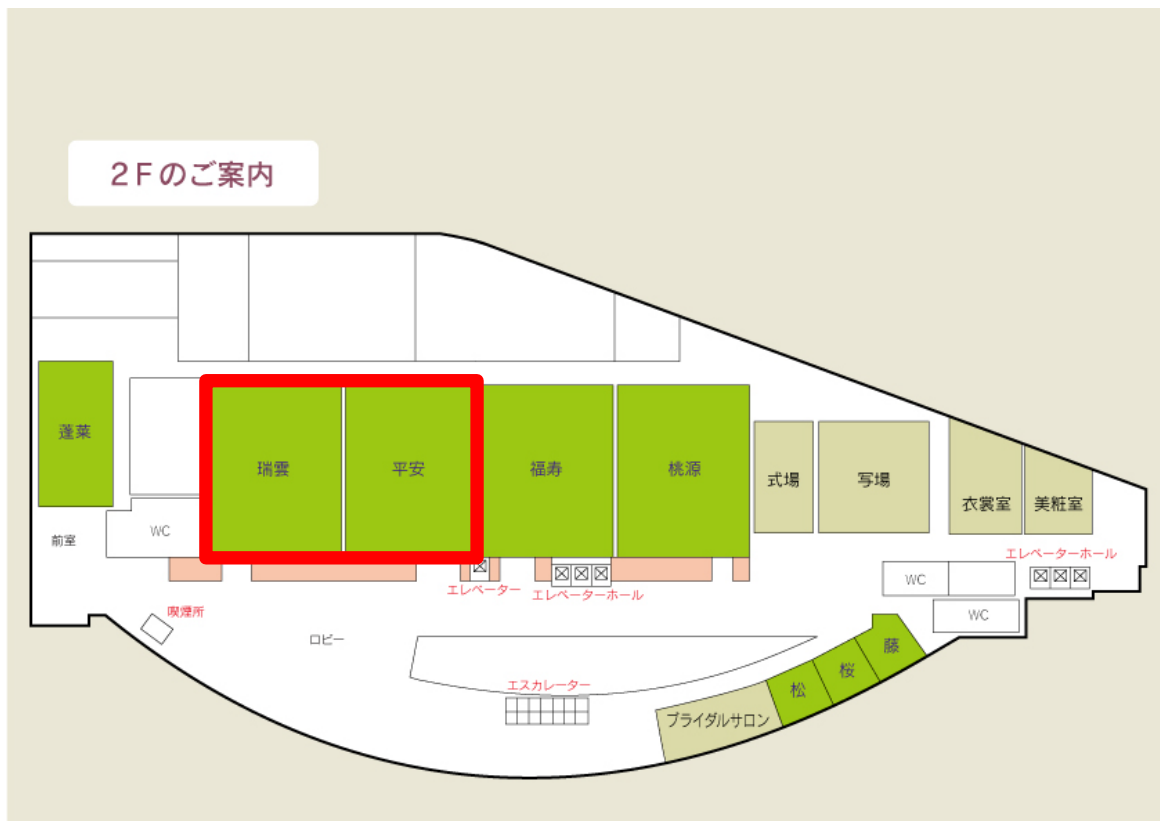 2Fのご案内
蓬莱
瑞雲
平安
福寿
桃源
式場
写場
衣裳室
美粧室
前室
WC
エレベーター
エレベーターホール
エレベーターホール
WC
WC
喫煙所
ロビー
エスカレーター
ブライダルサロン
松
桜
藤